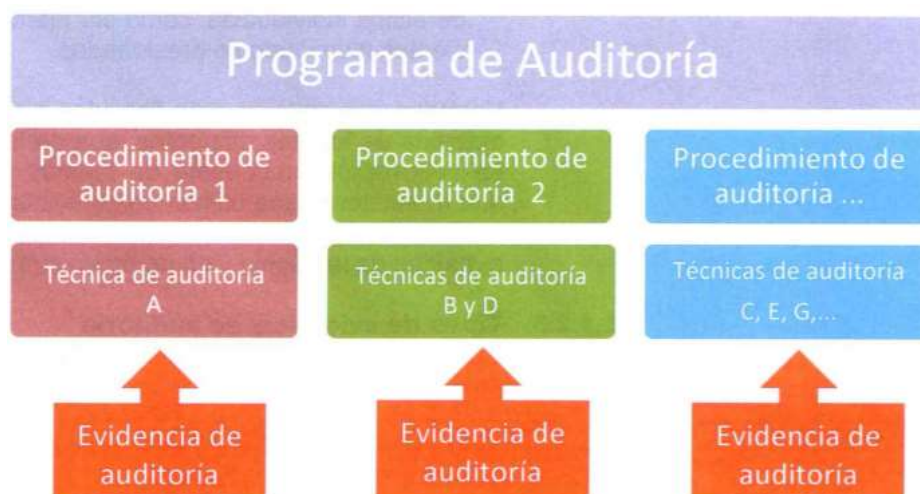 Programa de Auditoría
Procedimiento de
auditoría 1
Procedimiento de
auditoría 2
Procedimiento de
auditoría ...
Técnica de auditoría
A
Técnicas de auditoría
B y D
Técnicas de auditoría
C, E, G,...
Evidencia de
auditoría
Evidencia de
auditoría
Evidencia de
auditoría